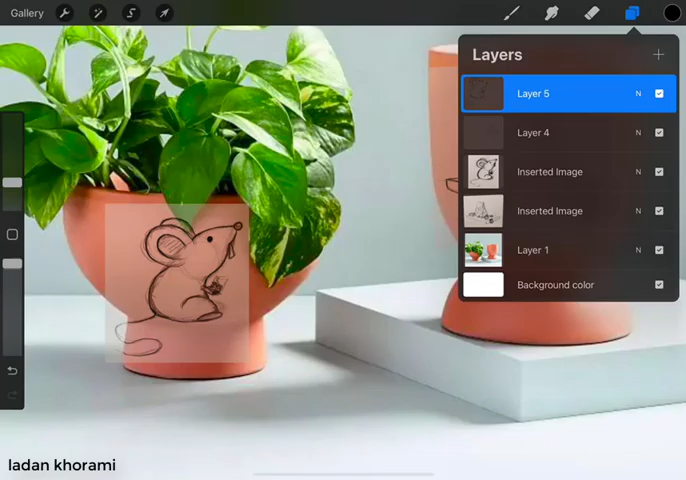 Gallery
Layers
Layer 5 N
Layer 4 N
Inserted Image N
Inserted Image N
Layer 1 N
Background color
ladan khorami